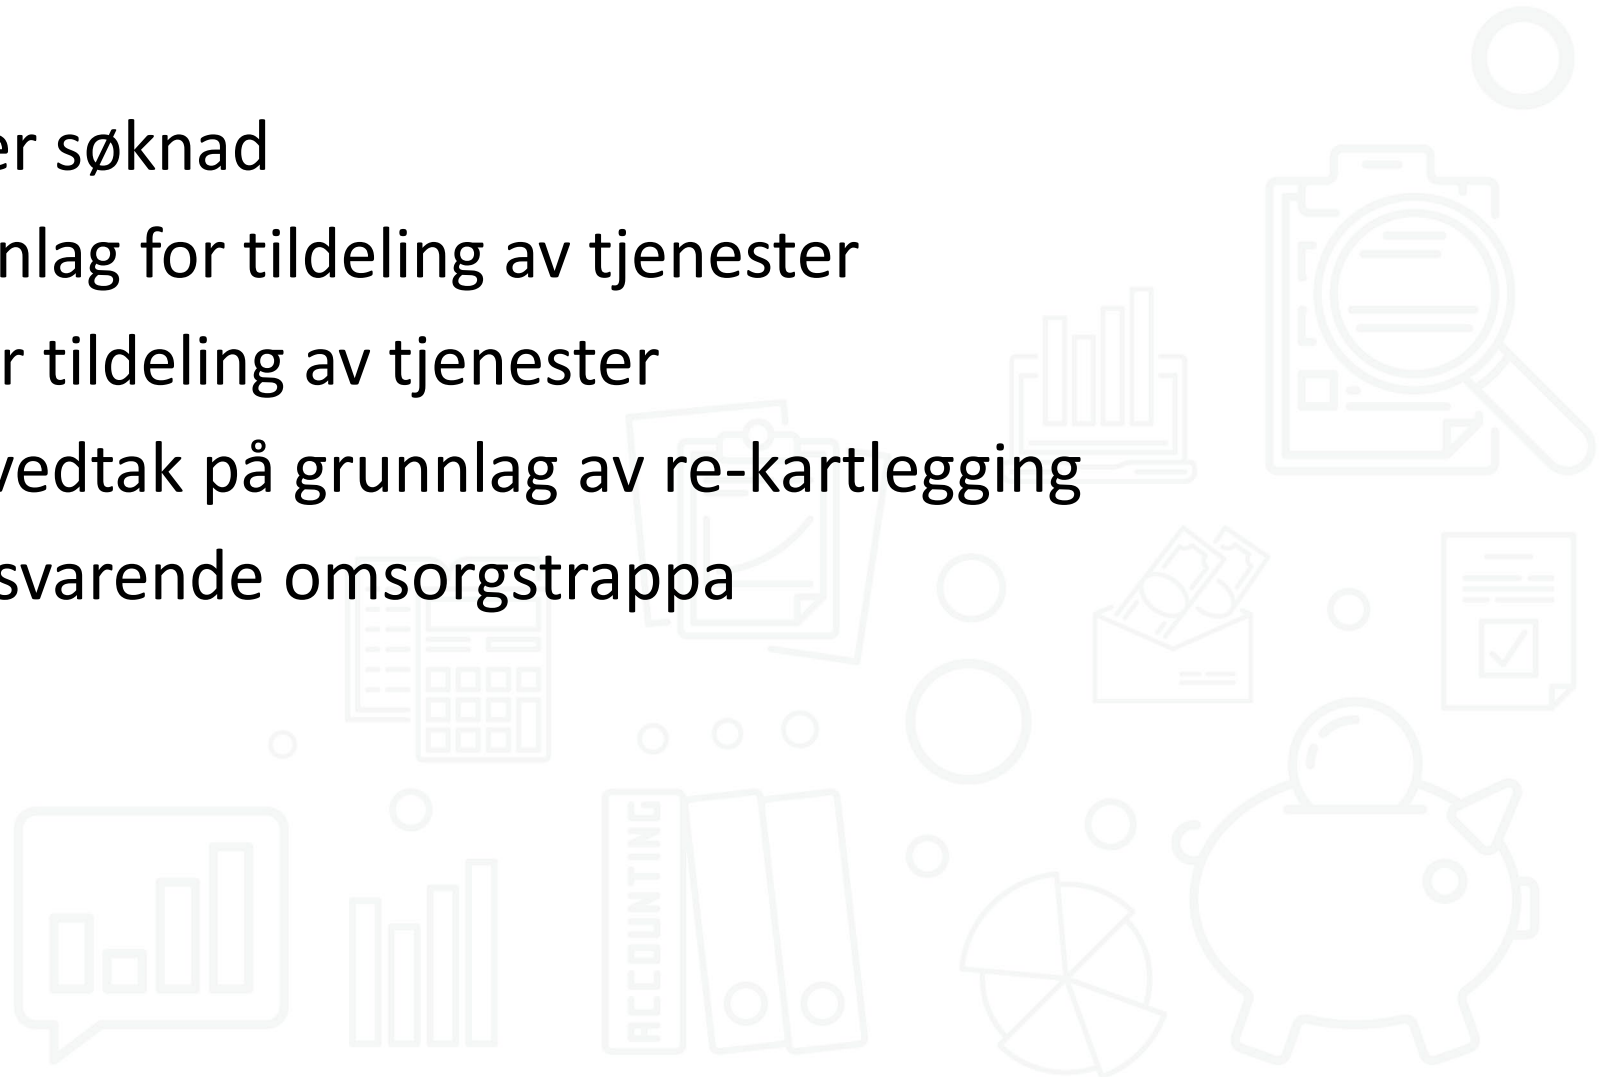 er søknad
nlag for tildeling av tjenester
r tildeling av tjenester
vedtak på grunnlag av re-kartlegging
svarende omsorgstrappa
ACCOUNTING